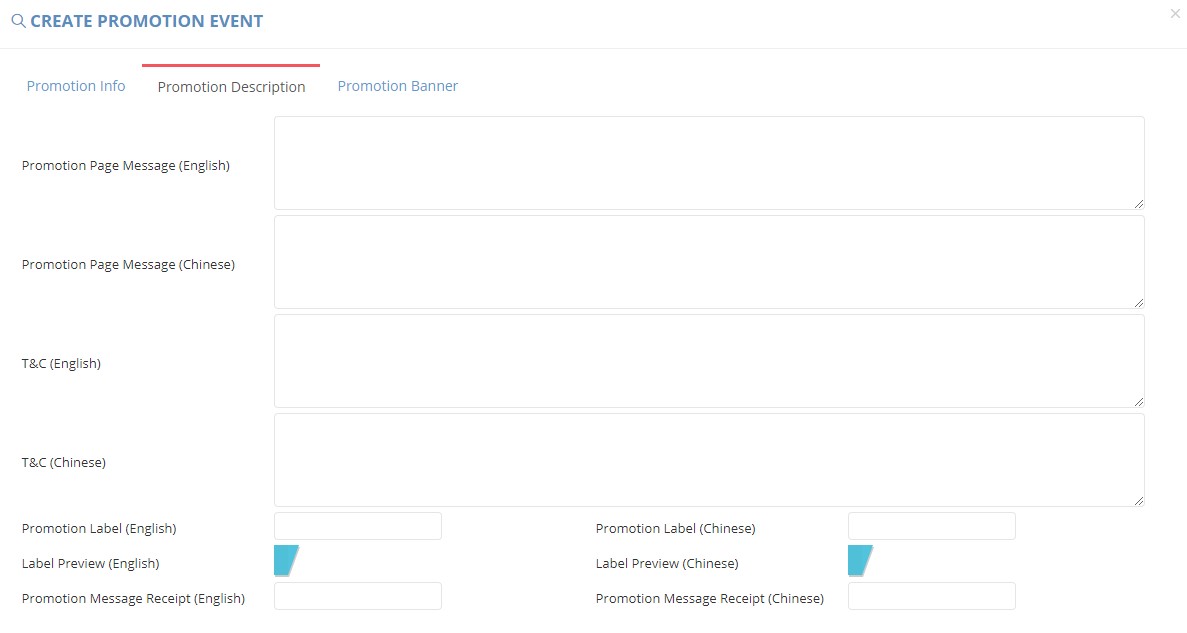 CREATE PROMOTION EVENT
Promotion Info Promotion Description Promotion Banner
Promotion Page Message (English)
Promotion Page Message (Chinese)
T&C (English)
T&C (Chinese)
Promotion Label (English) Promotion Label (Chinese)
Label Preview (English) Label Preview (Chinese)
Promotion Message Receipt (English) Promotion Message Receipt (Chinese)